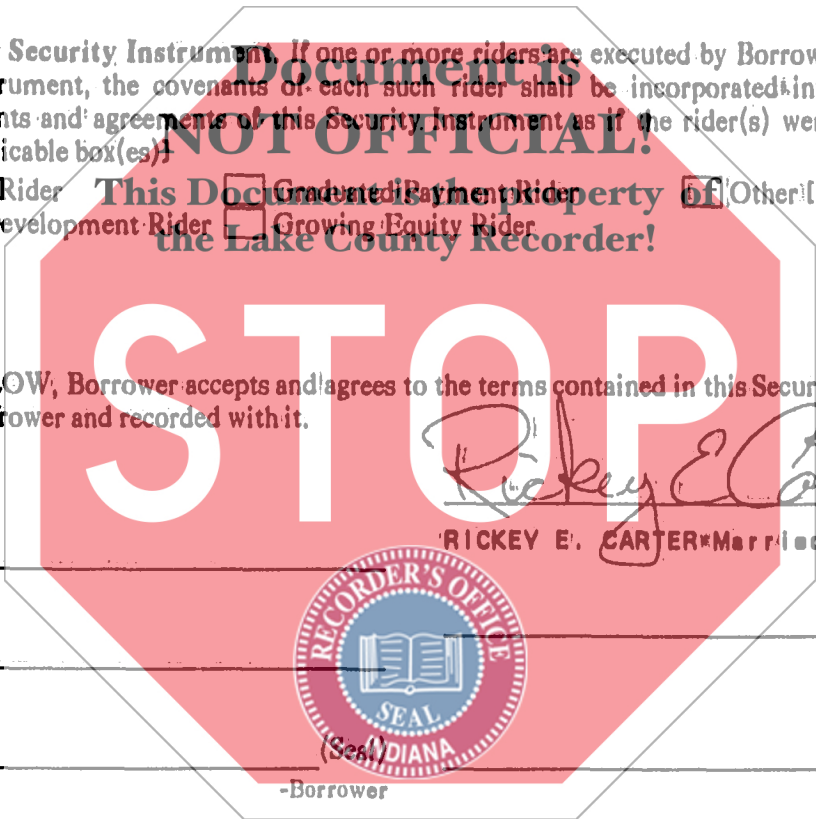 Security Instrument. If one or more riders are executed by Borrow
rument, the covenants of each such rider shall be incorporated in
nts and agreements of this Security Instrument as if the rider(s) wer
icable box(es)]
Rider Graduated Payment Rider Other [
evelopment Rider Growing Equity Rider
Document is
NOT OFFICIAL!
This Document is the property of
the Lake County Recorder!
STOP
OW, Borrower accepts and agrees to the terms contained in this Secur
rower and recorded with it.
Rickey E Ca
RICKEY E. CARTER*Married
RECORDER'S OFFICE
SEAL
INDIANA
(Seal)
-Borrower